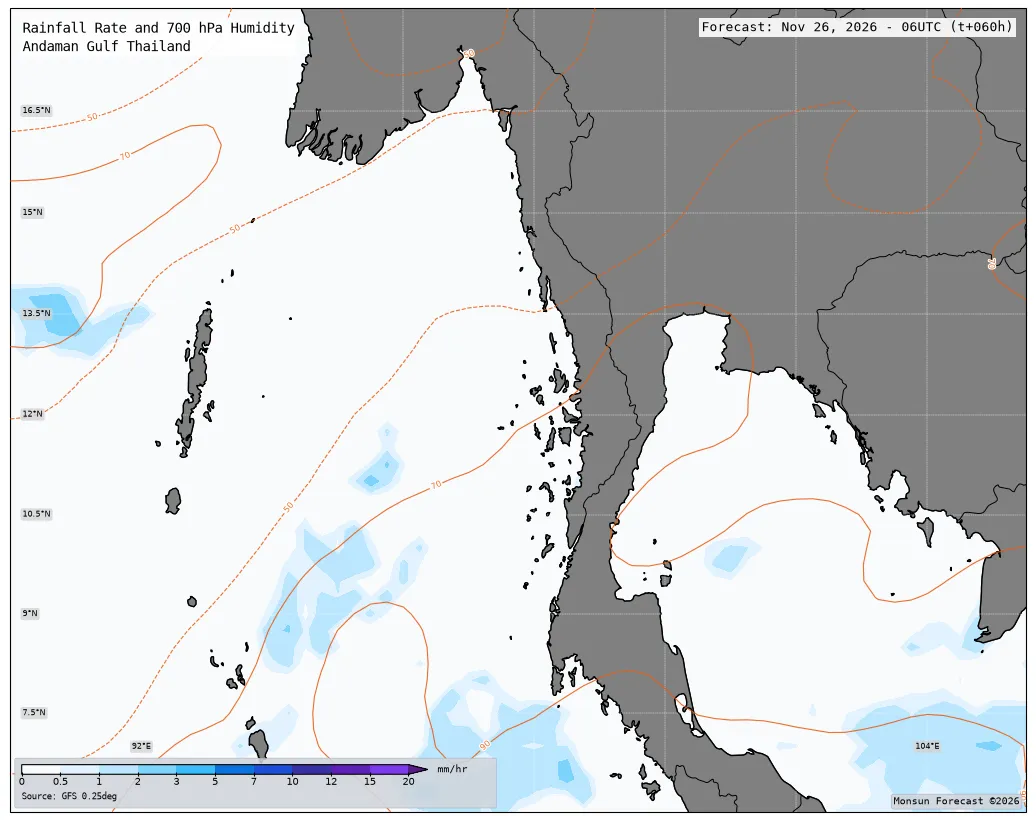 Rainfall Rate and 700 hPa Humidity
Andaman Gulf Thailand
Forecast: Nov 26, 2026 - 06UTC (t+060h)
50
16.5°N
50
70
15°N
50
70
13.5°N
12°N
70
50
10.5°N
9°N
7.5°N
92°E
90
104°E
0 0.5 1 2 3 5 7 10 12 15 20 mm/hr
Source: GFS 0.25deg
Monsun Forecast ©2026